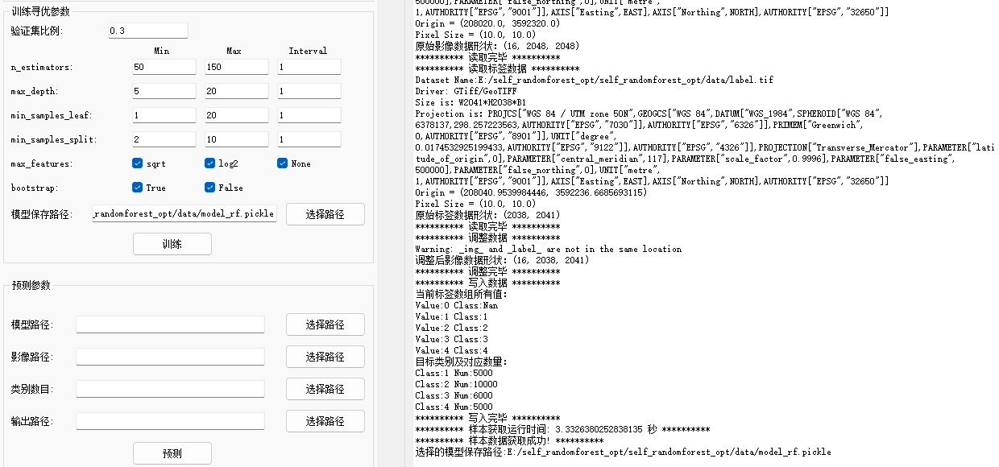 训练寻优参数
验证集比例: 0.3
Min Max Interval
n_estimators: 50 150 1
max_depth: 5 20 1
min_samples_leaf: 1 20 1
min_samples_split: 2 10 1
max_features: sqrt log2 None
bootstrap: True False
模型保存路径: _randomforest_opt/data/model_rf.pickle 选择路径
训练
预测参数
模型路径: 选择路径
影像路径: 选择路径
类别数目: 选择路径
输出路径: 选择路径
预测
500000],PARAMETER["false_northing",0],UNIT["metre",
1,AUTHORITY["EPSG","9001"]],AXIS["Easting",EAST],AXIS["Northing",NORTH],AUTHORITY["EPSG","32650"]]
Origin = (208020.0, 3592320.0)
Pixel Size = (10.0, 10.0)
原始影像数据形状: (16, 2048, 2048)
********** 读取完毕 **********
********** 读取标签数据 **********
Dataset Name:E:/self_randomforest_opt/self_randomforest_opt/data/label.tif
Driver: GTiff/GeoTIFF
Size is: W2041*H2038*B1
Projection is: PROJCS["WGS 84 / UTM zone 50N",GEOGCS["WGS 84",DATUM["WGS_1984",SPHEROID["WGS 84",
6378137,298.257223563,AUTHORITY["EPSG","7030"]],AUTHORITY["EPSG","6326"]],PRIMEM["Greenwich",
0,AUTHORITY["EPSG","8901"]],UNIT["degree",
0.0174532925199433,AUTHORITY["EPSG","9122"]],AUTHORITY["EPSG","4326"]],PROJECTION["Transverse_Mercator"],PARAMETER["lati
tude_of_origin",0],PARAMETER["central_meridian",117],PARAMETER["scale_factor",0.9996],PARAMETER["false_easting",
500000],PARAMETER["false_northing",0],UNIT["metre",
1,AUTHORITY["EPSG","9001"]],AXIS["Easting",EAST],AXIS["Northing",NORTH],AUTHORITY["EPSG","32650"]]
Origin = (208040.9539984446, 3592236.6685693115)
Pixel Size = (10.0, 10.0)
原始标签数据形状: (2038, 2041)
********** 读取完毕 **********
********** 调整数据 **********
Warning: _img_ and _label_ are not in the same location
调整后影像数据形状: (16, 2038, 2041)
********** 调整完毕 **********
********** 写入数据 **********
当前标签数组所有值:
Value:0 Class:Nan
Value:1 Class:1
Value:2 Class:2
Value:3 Class:3
Value:4 Class:4
目标类别及对应数量:
Class:1 Num:5000
Class:2 Num:10000
Class:3 Num:6000
Class:4 Num:5000
********** 写入完毕 **********
********** 样本获取运行时间: 3.3326380252838135 秒 **********
********** 样本数据获取成功! **********
选择的模型保存路径:E:/self_randomforest_opt/self_randomforest_opt/data/model_rf.pickle